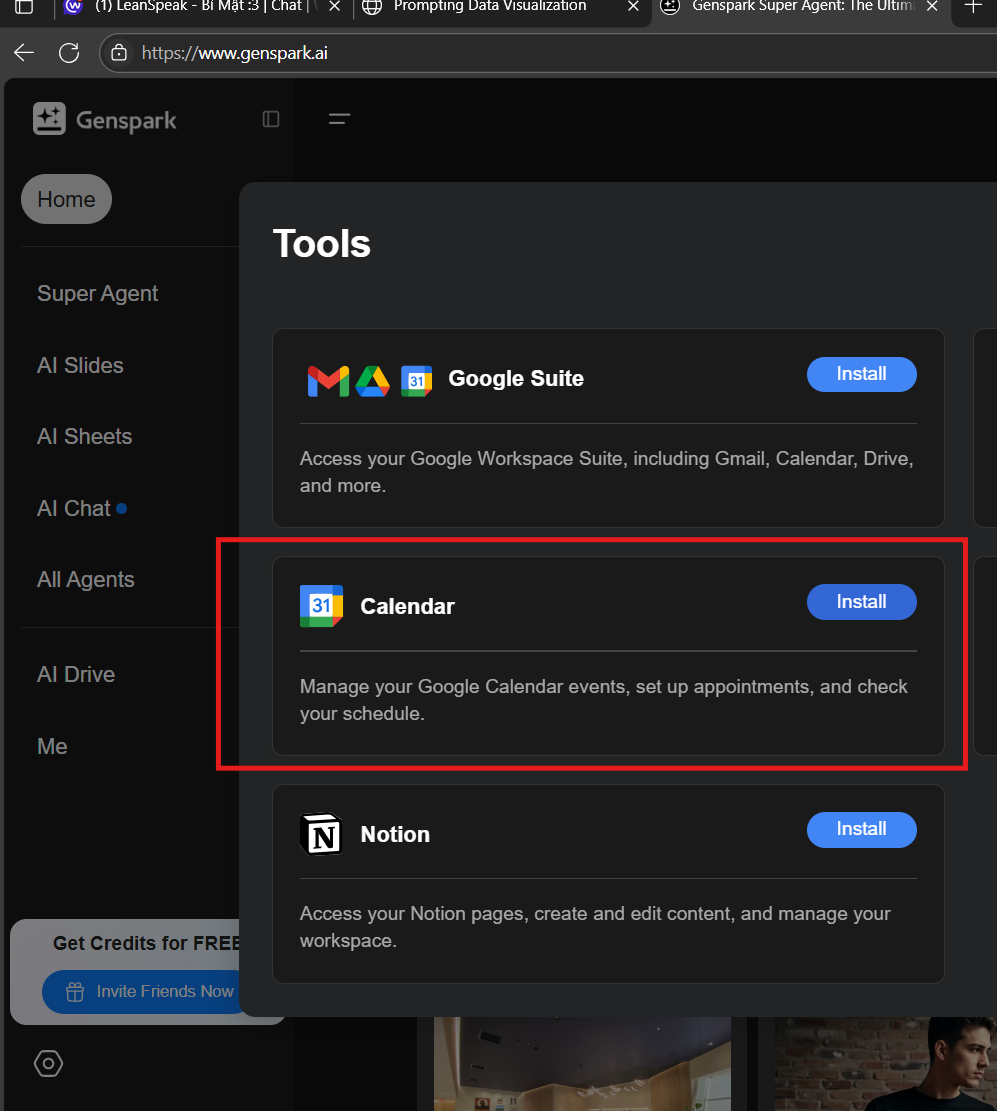 (1) LeanSpeak - Bí Mật :3 | Chat |
Prompting Data Visualization
Genspark Super Agent: The Ultim
https://www.genspark.ai
Genspark
Home
Super Agent
AI Slides
AI Sheets
AI Chat
All Agents
AI Drive
Me
Get Credits for FREE
Invite Friends Now
Tools
31
Google Suite
Install
Access your Google Workspace Suite, including Gmail, Calendar, Drive,
and more.
31
Calendar
Install
Manage your Google Calendar events, set up appointments, and check
your schedule.
N
Notion
Install
Access your Notion pages, create and edit content, and manage your
workspace.